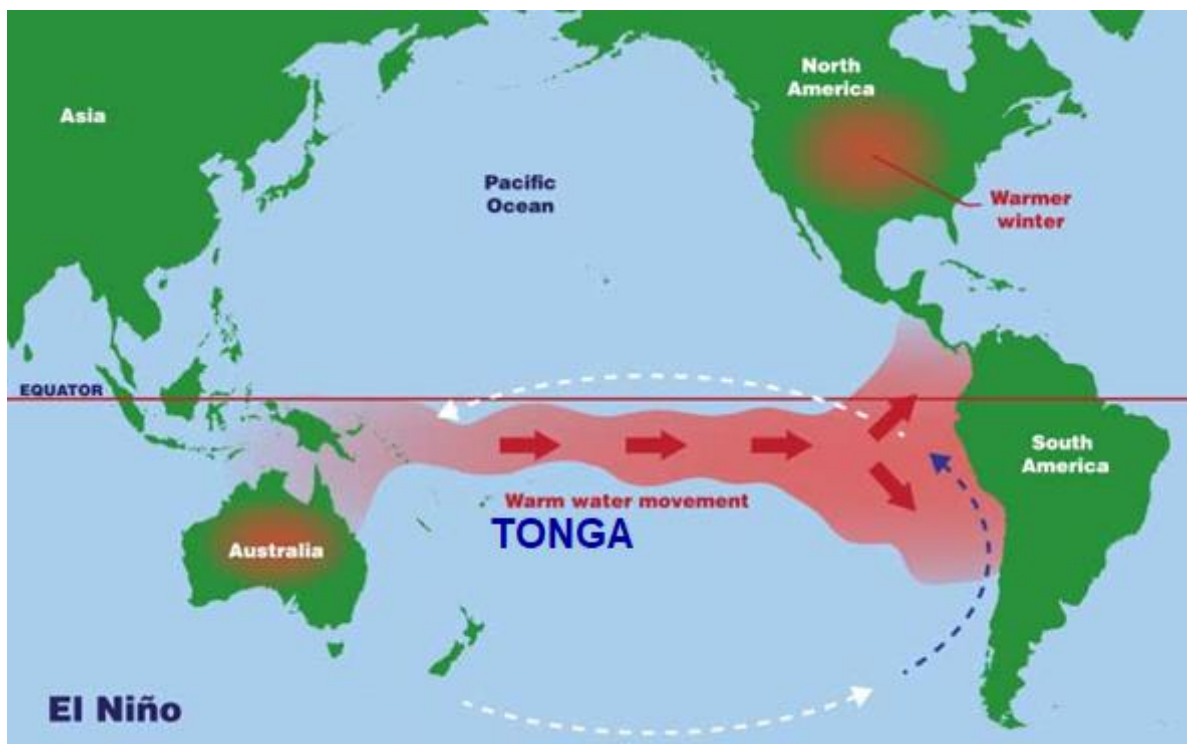 North
America
Asia
Pacific
Ocean
Warmer
winter
EQUATOR
South
America
Warm water movement
TONGA
Australia
El Niño